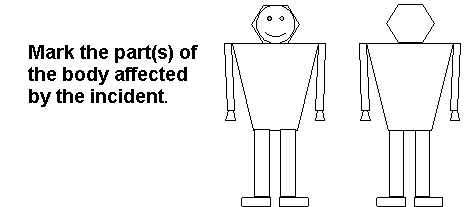 Mark the part(s) of
the body affected
by the incident.